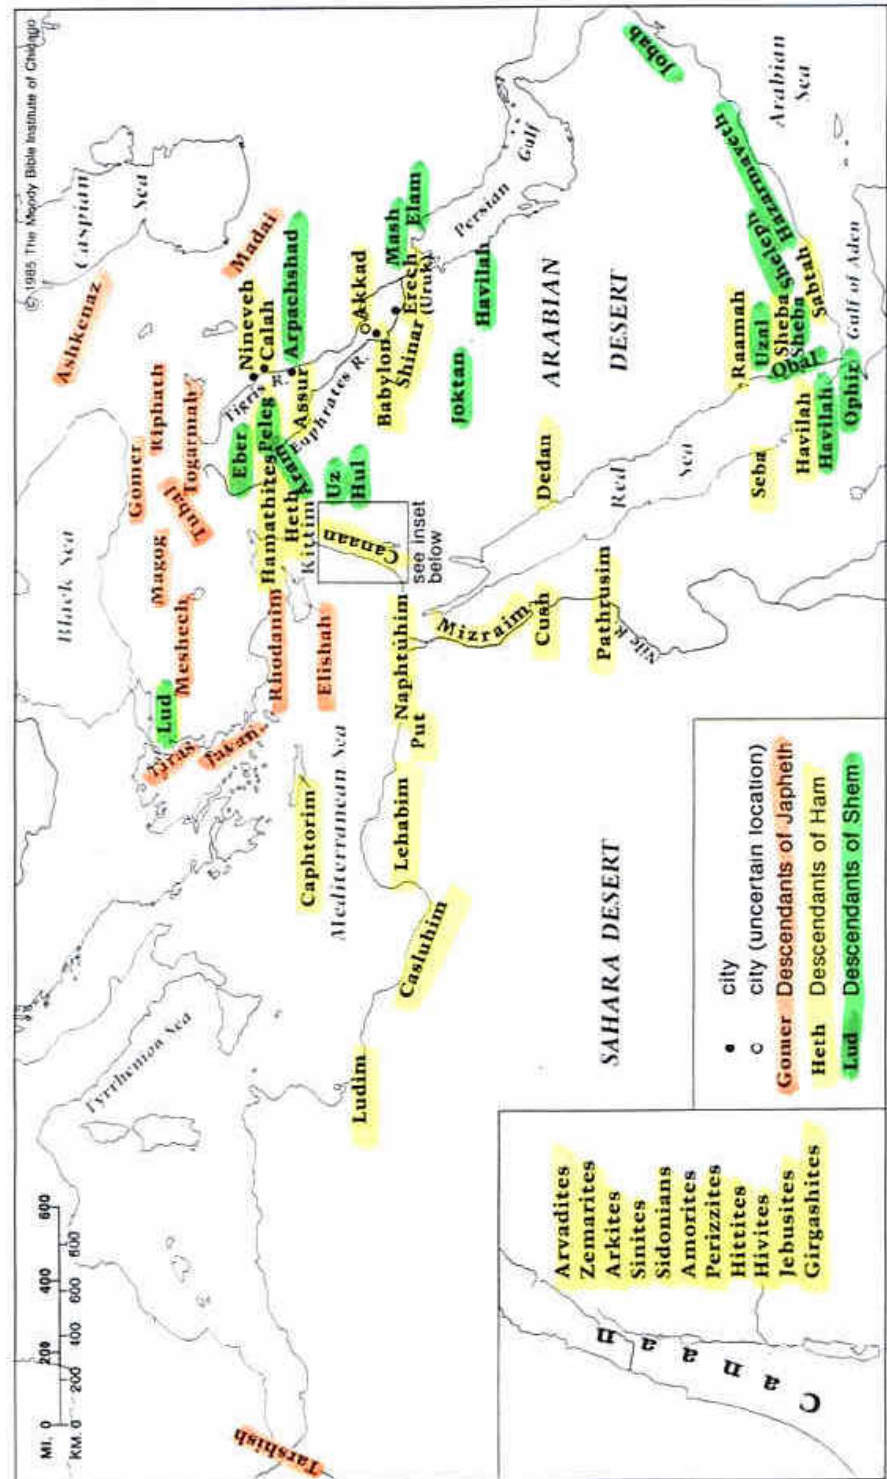 © 1985 The Moody Bible Institute of Chicago
MI. 0 200 400 600
KM. 0 200 400 600 600
Caspian
Sea
Black Sea
Ashkenaz
Gomer
Riphath
Togarmah
Tubal
Magog
Meshech
Lud
Tiras
Javan
Madai
Tyrrhenian Sea
Tarshish
Nineveh
Calah
Tigris R.
Arpachshad
Eber
Peleg
Hamathites
Aram
Assur
Euphrates R.
Heth
Kittim
Rhodanim
Elishah
Uz
Hul
Akkad
Babylon
Shinar
Erech
(Uruk)
Mash
Elam
Persian
Gulf
Canaan
see inset
below
Caphtorim
Mediterranean Sea
Naphtuhim
Put
Lehabim
Casluhim
Ludim
Mizraim
Cush
Pathrusim
Nile R.
Joktan
Havilah
ARABIAN
DESERT
Dedan
Red
Sea
SAHARA DESERT
Jobab
Hazarmaveth
Sheleph
Arabian
Sea
Raamah
Uzal
Sheba
Sheba
Sabtah
Obal
Seba
Havilah
Havilah
Ophir
Gulf of Aden
Arvadites
Zemarites
Arkites
Sinites
Sidonians
Amorites
Perizzites
Hittites
Hivites
Jebusites
Girgashites
Canaan
city
city (uncertain location)
Gomer Descendants of Japheth
Heth Descendants of Ham
Lud Descendants of Shem